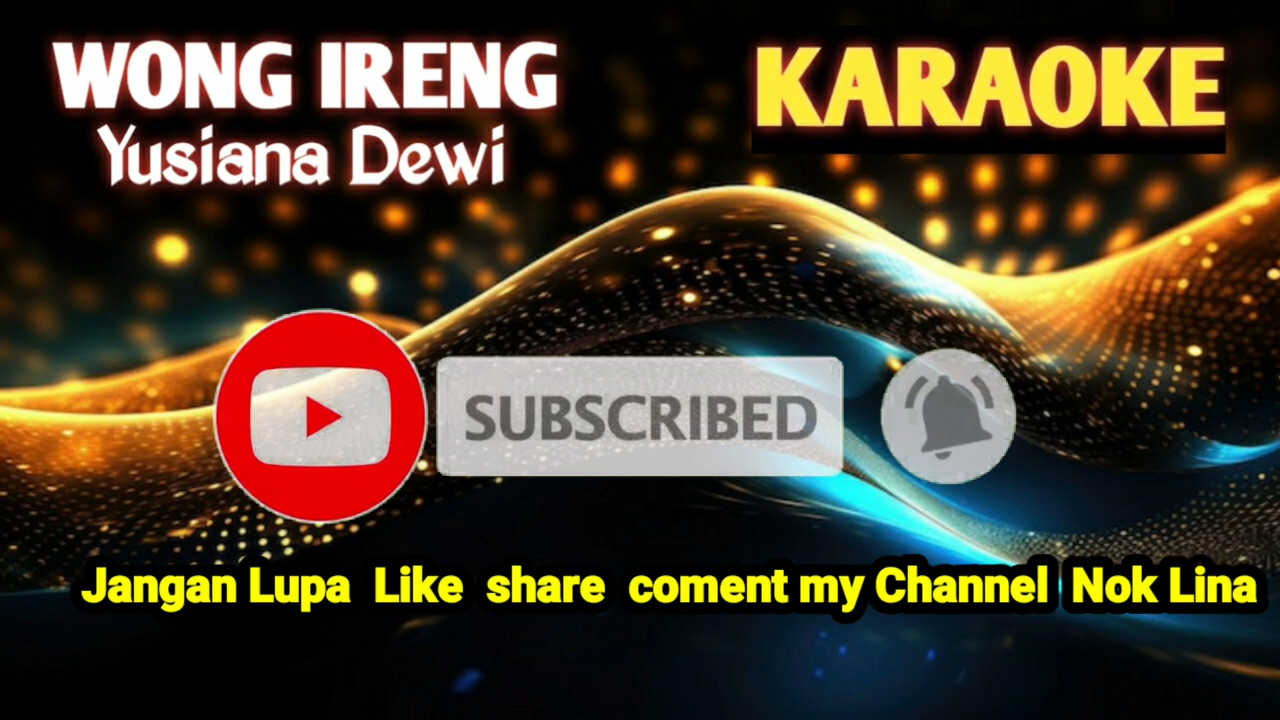 WONG IRENG
Yusiana Dewi
KARAOKE
SUBSCRIBED
Jangan Lupa Like share coment my Channel Nok Lina